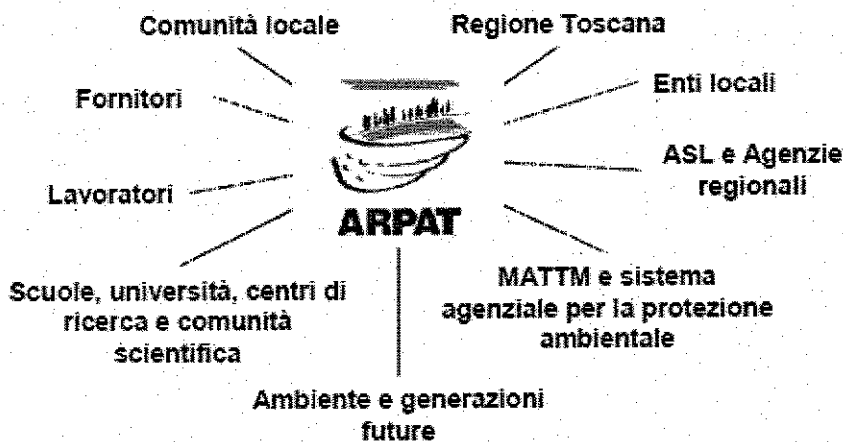 Comunità locale
Regione Toscana
Fornitori
Enti locali
Lavoratori
ASL e Agenzie
regionali
ARPAT
Scuole, università, centri di
ricerca e comunità
scientifica
MATTM e sistema
agenziale per la protezione
ambientale
Ambiente e generazioni
future